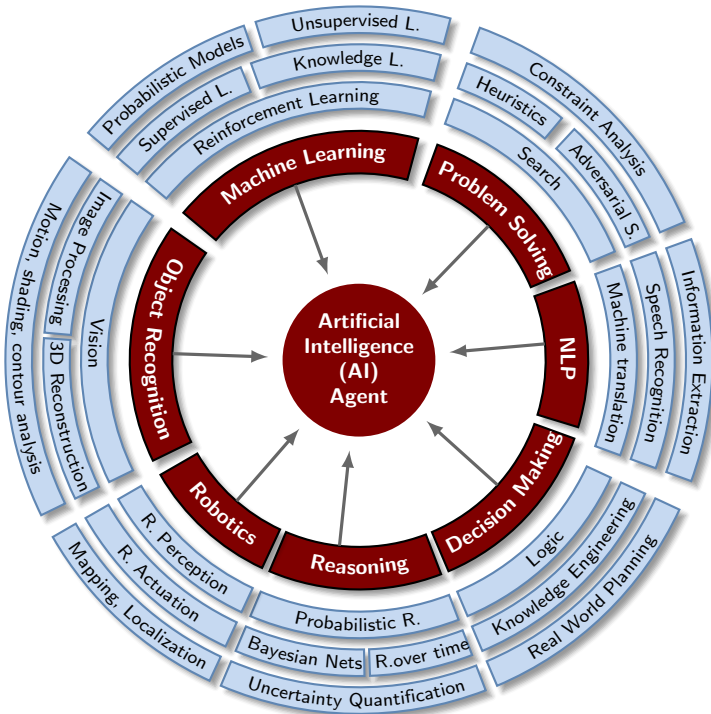 Unsupervised L.
Probabilistic Models
Knowledge L.
Supervised L.
Reinforcement Learning
Machine Learning
Constraint Analysis
Heuristics
Adversarial S.
Search
Problem Solving
Information Extraction
Speech Recognition
Machine translation
NLP
Artificial
Intelligence
(AI)
Agent
Object Recognition
Vision
Image Processing
3D Reconstruction
Motion, shading, contour analysis
Robotics
R. Perception
R. Actuation
Mapping, Localization
Reasoning
Probabilistic R.
Bayesian Nets
R.over time
Uncertainty Quantification
Decision Making
Logic
Knowledge Engineering
Real World Planning